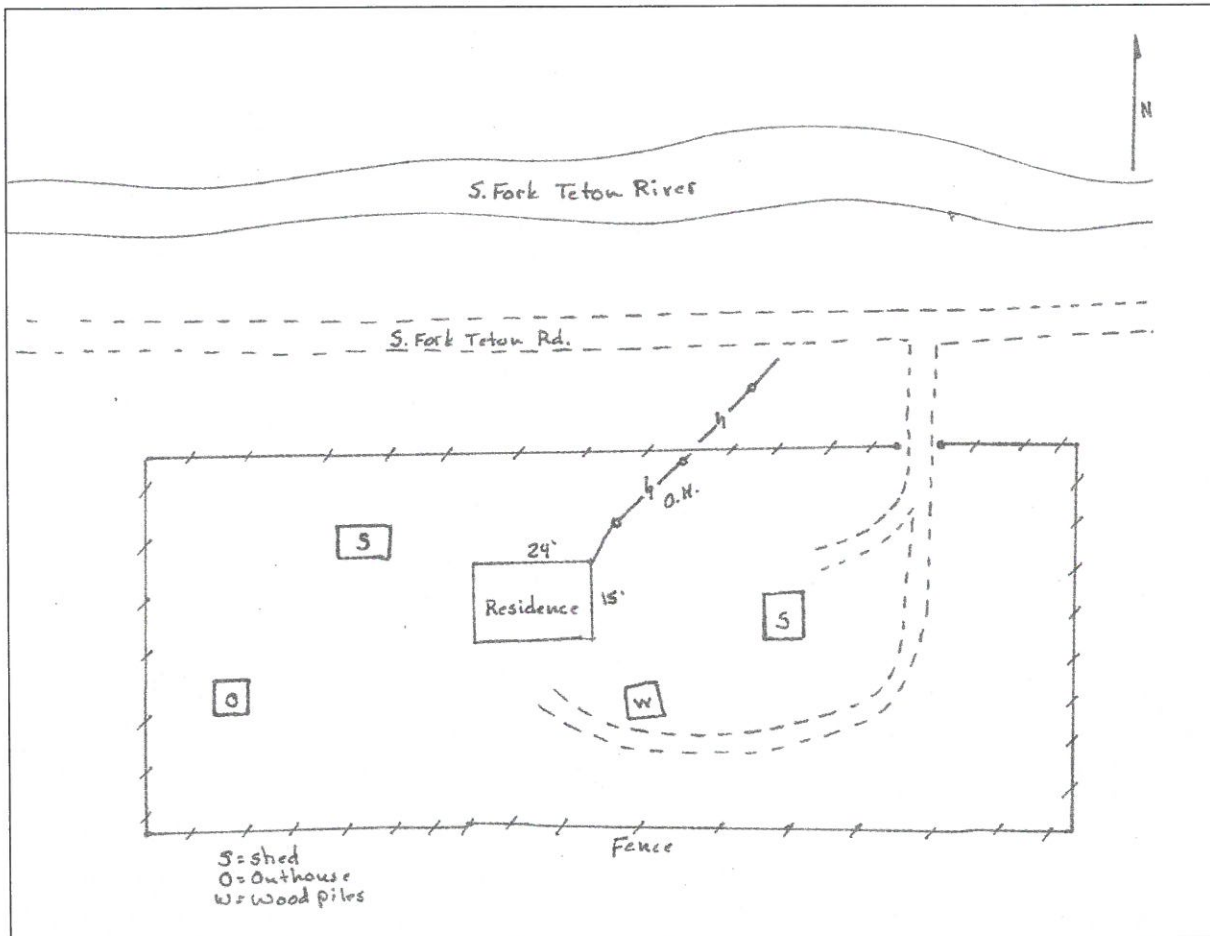 N
S. Fork Teton River
S. Fork Teton Rd.
O.H.
S
24'
Residence
15'
S
O
W
Fence
S = Shed
O = Outhouse
W = Wood piles